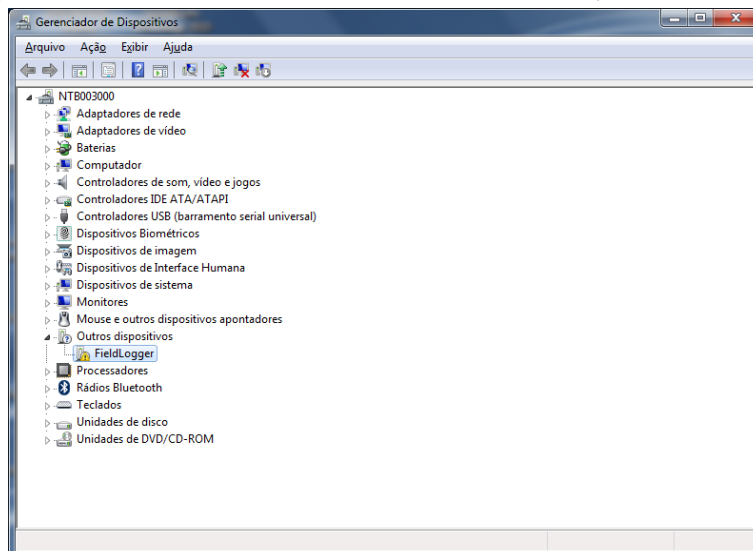 Gerenciador de Dispositivos
Arquivo Ação Exibir Ajuda
NTB003000
Adaptadores de rede
Adaptadores de vídeo
Baterias
Computador
Controladores de som, vídeo e jogos
Controladores IDE ATA/ATAPI
Controladores USB (barramento serial universal)
Dispositivos Biométricos
Dispositivos de imagem
Dispositivos de Interface Humana
Dispositivos de sistema
Monitores
Mouse e outros dispositivos apontadores
Outros dispositivos
FieldLogger
Processadores
Rádios Bluetooth
Teclados
Unidades de disco
Unidades de DVD/CD-ROM